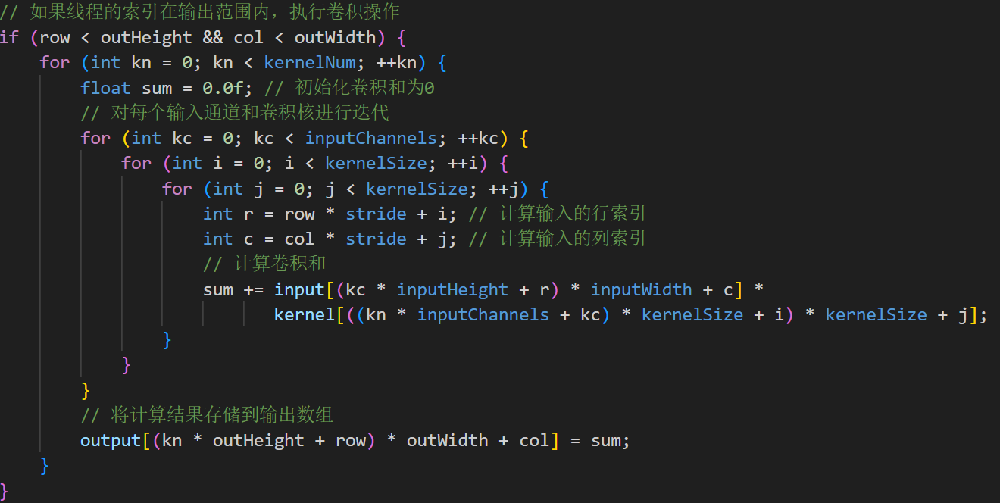 // 如果线程的索引在输出范围内，执行卷积操作
if (row < outHeight && col < outWidth) {
    for (int kn = 0; kn < kernelNum; ++kn) {
        float sum = 0.0f; // 初始化卷积和为0
        // 对每个输入通道和卷积核进行迭代
        for (int kc = 0; kc < inputChannels; ++kc) {
            for (int i = 0; i < kernelSize; ++i) {
                for (int j = 0; j < kernelSize; ++j) {
                    int r = row * stride + i; // 计算输入的行索引
                    int c = col * stride + j; // 计算输入的列索引
                    // 计算卷积和
                    sum += input[(kc * inputHeight + r) * inputWidth + c] *
                           kernel[((kn * inputChannels + kc) * kernelSize + i) * kernelSize + j];
                }
            }
        }
        // 将计算结果存储到输出数组
        output[(kn * outHeight + row) * outWidth + col] = sum;
    }
}